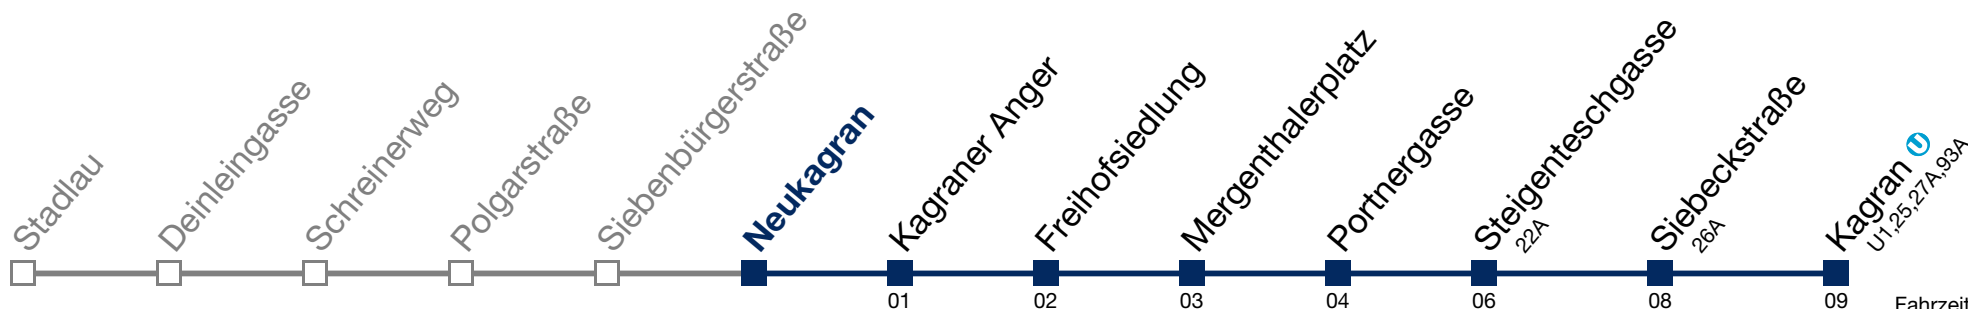 Stadlau
Deinleingasse
Schreinerweg
Polgarstraße
Siebenbürgerstraße
Neukagran
Kagraner Anger
Freihofsiedlung
Mergenthalerplatz
Portnergasse
Steigenteschgasse
22A
Siebeckstraße
26A
Kagran U
U1,25,27A,93A
01 02 03 04 06 08 09 Fahrzeit